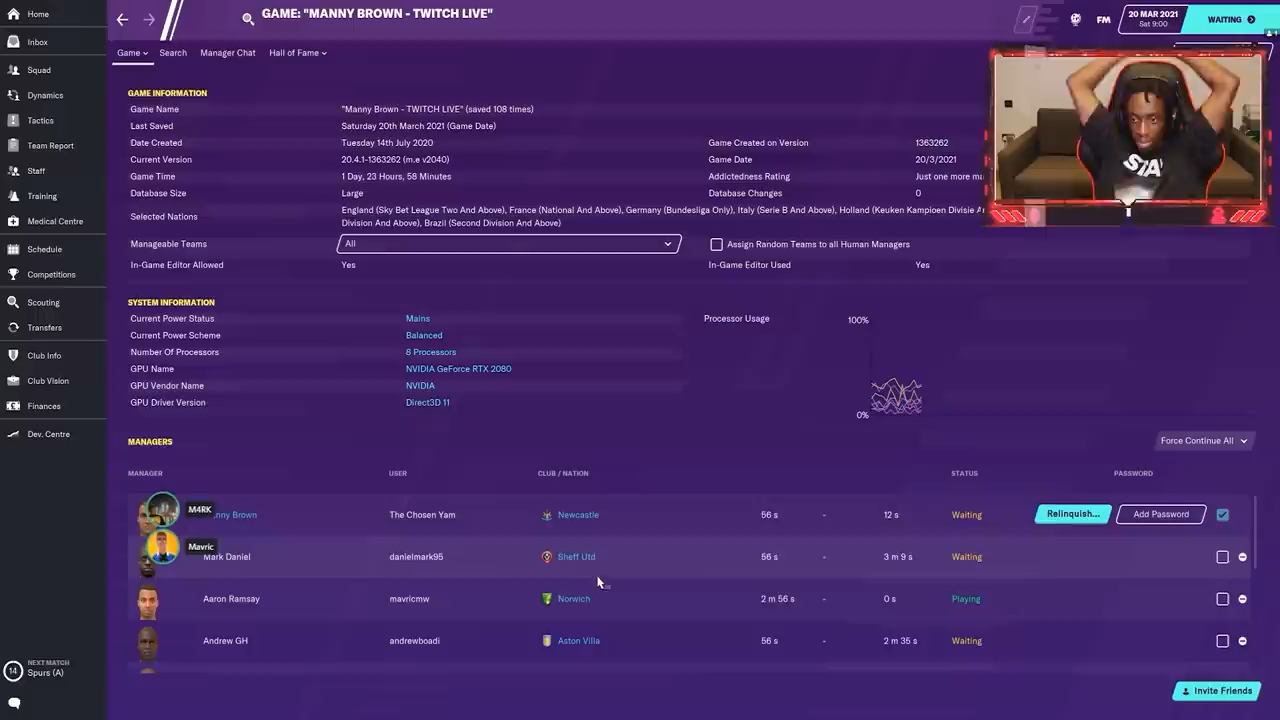 GAME: "MANNY BROWN - TWITCH LIVE"
FM
20 MAR 2021
Sat 9:00
WAITING
1
Home
Inbox
Squad
Dynamics
Tactics
Team Report
Staff
Training
Medical Centre
Schedule
Competitions
Scouting
Transfers
Club Info
Club Vision
Finances
Dev. Centre
14
NEXT MATCH
Spurs (A)
Game
Search
Manager Chat
Hall of Fame
GAME INFORMATION
Game Name "Manny Brown - TWITCH LIVE" (saved 108 times)
Last Saved Saturday 20th March 2021 (Game Date)
Date Created Tuesday 14th July 2020 Game Created on Version 1363262
Current Version 20.4.1-1363262 (m.e v2040) Game Date 20/3/2021
Game Time 1 Day, 23 Hours, 58 Minutes Addictedness Rating Just one more ma
Database Size Large Database Changes 0
Selected Nations England (Sky Bet League Two And Above), France (National And Above), Germany (Bundesliga Only), Italy (Serie B And Above), Holland (Keuken Kampioen Divisie A
Division And Above), Brazil (Second Division And Above)
Manageable Teams All Assign Random Teams to all Human Managers
In-Game Editor Allowed Yes In-Game Editor Used Yes
SYSTEM INFORMATION
Current Power Status Mains Processor Usage 100%
Current Power Scheme Balanced
Number Of Processors 8 Processors
GPU Name NVIDIA GeForce RTX 2080
GPU Vendor Name NVIDIA
GPU Driver Version Direct3D 11
0%
MANAGERS
Force Continue All
MANAGER USER CLUB / NATION STATUS PASSWORD
M4RK nny Brown The Chosen Yam Newcastle 56 s - 12 s Waiting Relinquish... Add Password
Mavric
Mark Daniel danielmark95 Sheff Utd 56 s - 3 m 9 s Waiting
Aaron Ramsay mavricmw Norwich 2 m 56 s - 0 s Playing
Andrew GH andrewboadi Aston Villa 56 s - 2 m 35 s Waiting
Invite Friends
STA